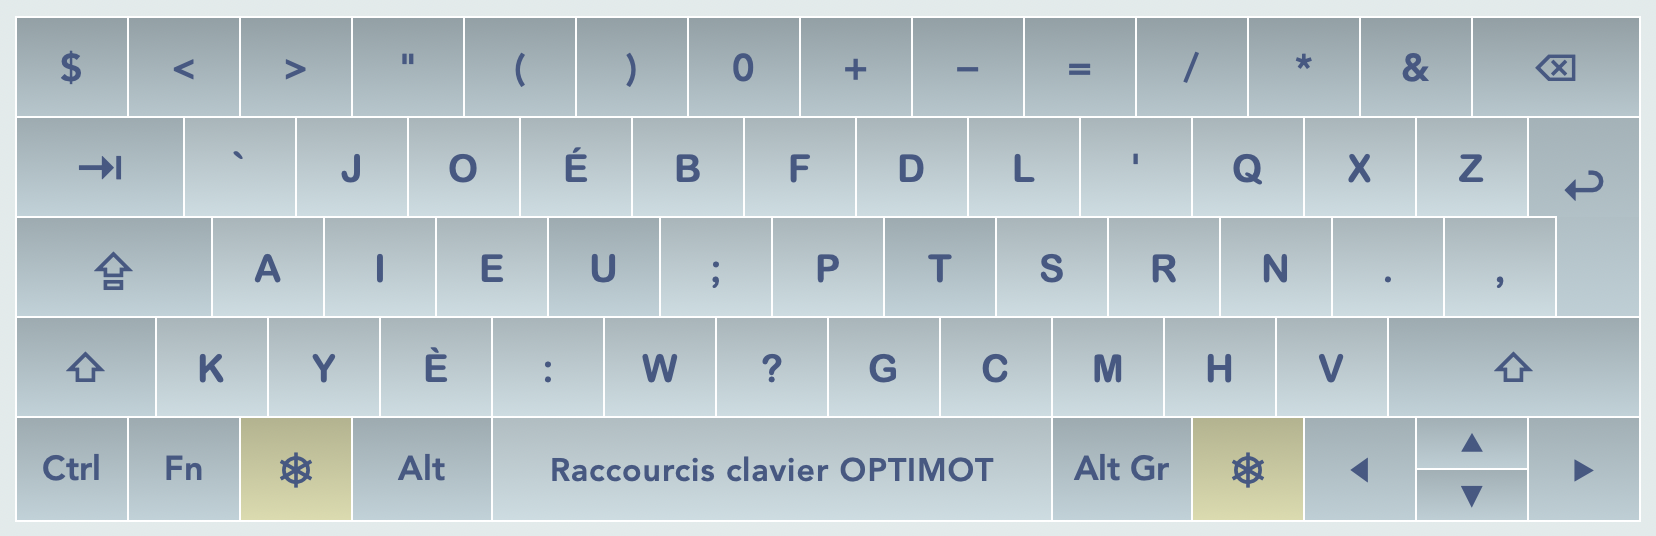 $ < > " ( ) 0 + − = / * &
` J O É B F D L ' Q X Z
A I E U ; P T S R N . ,
K Y È : W ? G C M H V
Ctrl Fn Alt Raccourcis clavier OPTIMOT Alt Gr